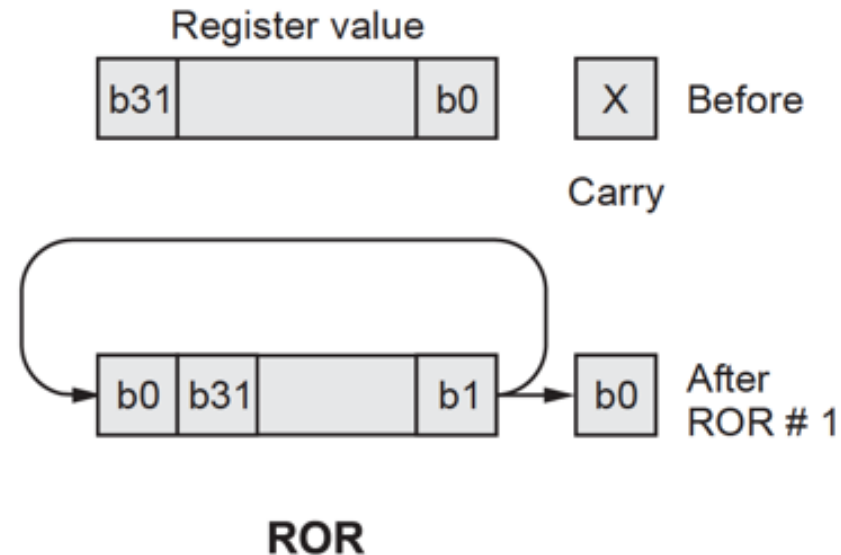 Register value
b31 b0 X Before
Carry
b0 b31 b1 b0 After
ROR # 1
ROR